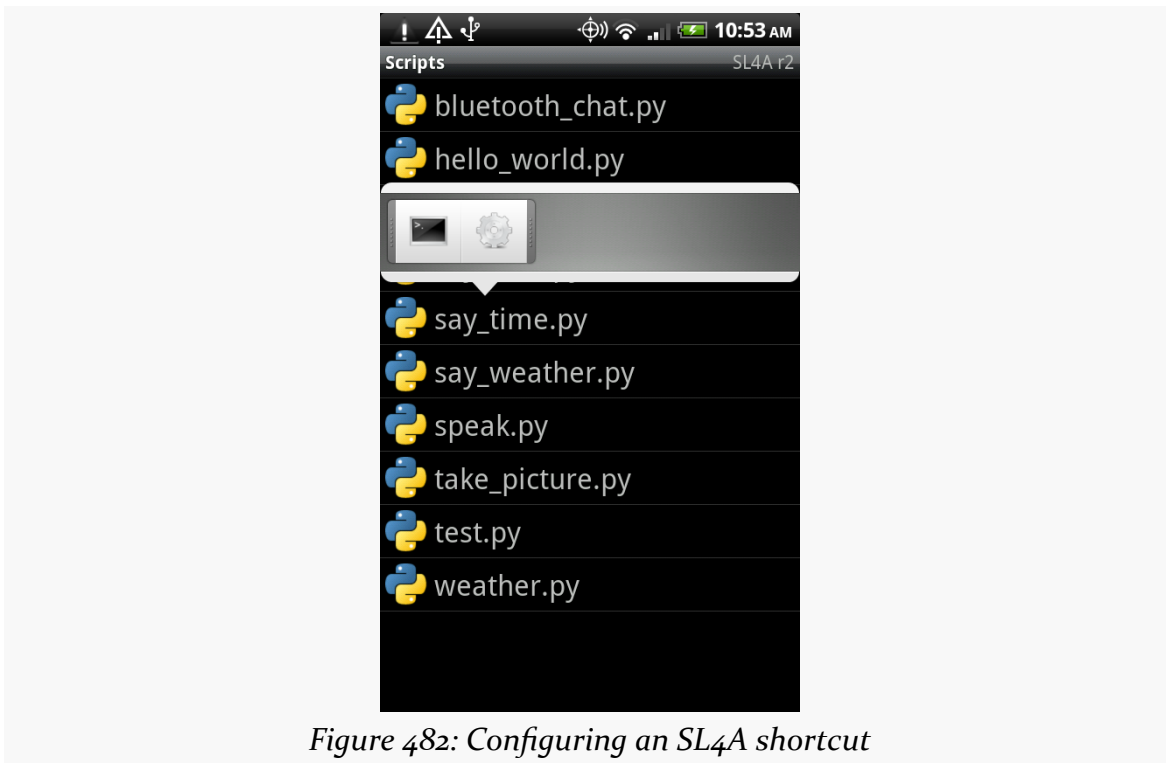 10:53 AM
Scripts SL4A r2
bluetooth_chat.py
hello_world.py
>.
say_time.py
say_weather.py
speak.py
take_picture.py
test.py
weather.py
Figure 482: Configuring an SL4A shortcut